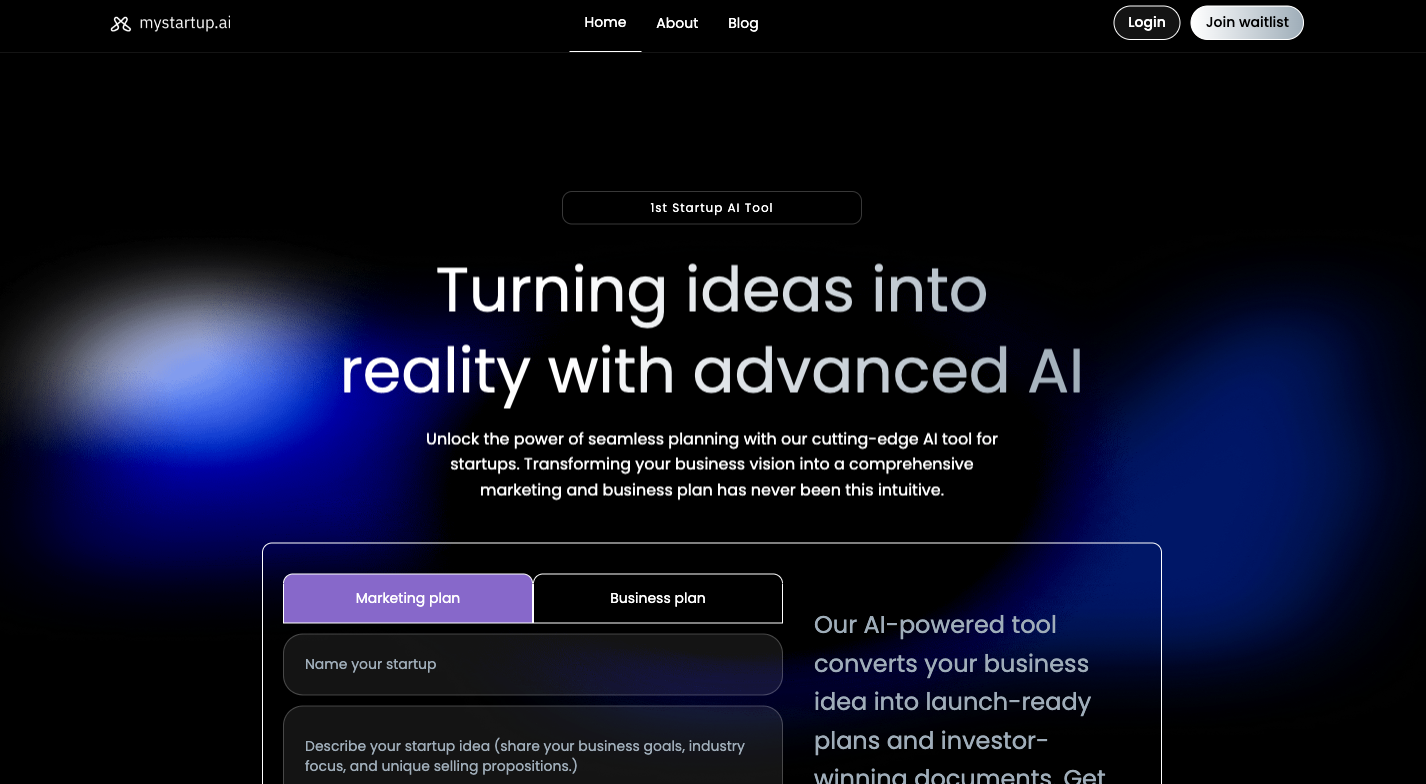 mystartup.ai
Home
About
Blog
Login
Join waitlist
1st Startup AI Tool
Turning ideas into
reality with advanced AI
Unlock the power of seamless planning with our cutting-edge AI tool for
startups. Transforming your business vision into a comprehensive
marketing and business plan has never been this intuitive.
Marketing plan
Business plan
Name your startup
Describe your startup idea (share your business goals, industry
focus, and unique selling propositions.)
Our AI-powered tool
converts your business
idea into launch-ready
plans and investor-
winning documents. Get